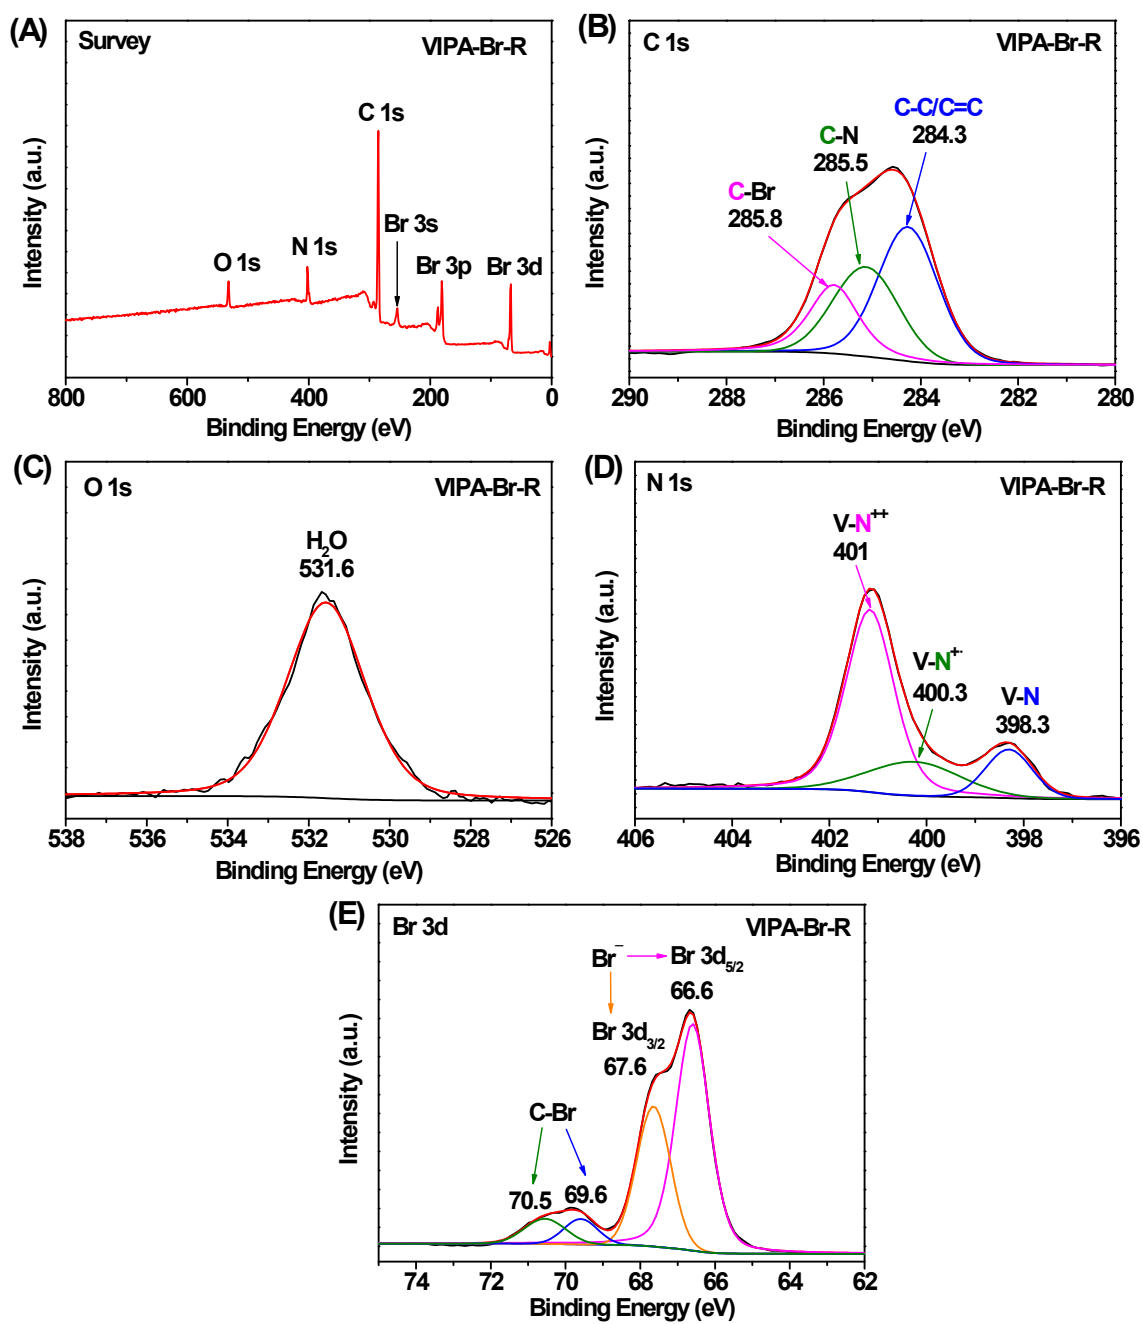 (A)
Survey
VIPA-Br-R
C 1s
Br 3s
N 1s
O 1s
Br 3p
Br 3d
Intensity (a.u.)
800
600
400
200
0
Binding Energy (eV)
(B)
C 1s
VIPA-Br-R
C-C/C=C
284.3
C-N
285.5
C-Br
285.8
Intensity (a.u.)
290
288
286
284
282
280
Binding Energy (eV)
(C)
O 1s
VIPA-Br-R
H₂O
531.6
Intensity (a.u.)
538
536
534
532
530
528
526
Binding Energy (eV)
(D)
N 1s
VIPA-Br-R
V-N⁺⁺
401
V-N⁺·
400.3
V-N
398.3
Intensity (a.u.)
406
404
402
400
398
396
Binding Energy (eV)
(E)
Br 3d
VIPA-Br-R
Br⁻
Br 3d₅/₂
66.6
Br 3d₃/₂
67.6
C-Br
70.5
69.6
Intensity (a.u.)
74
72
70
68
66
64
62
Binding Energy (eV)